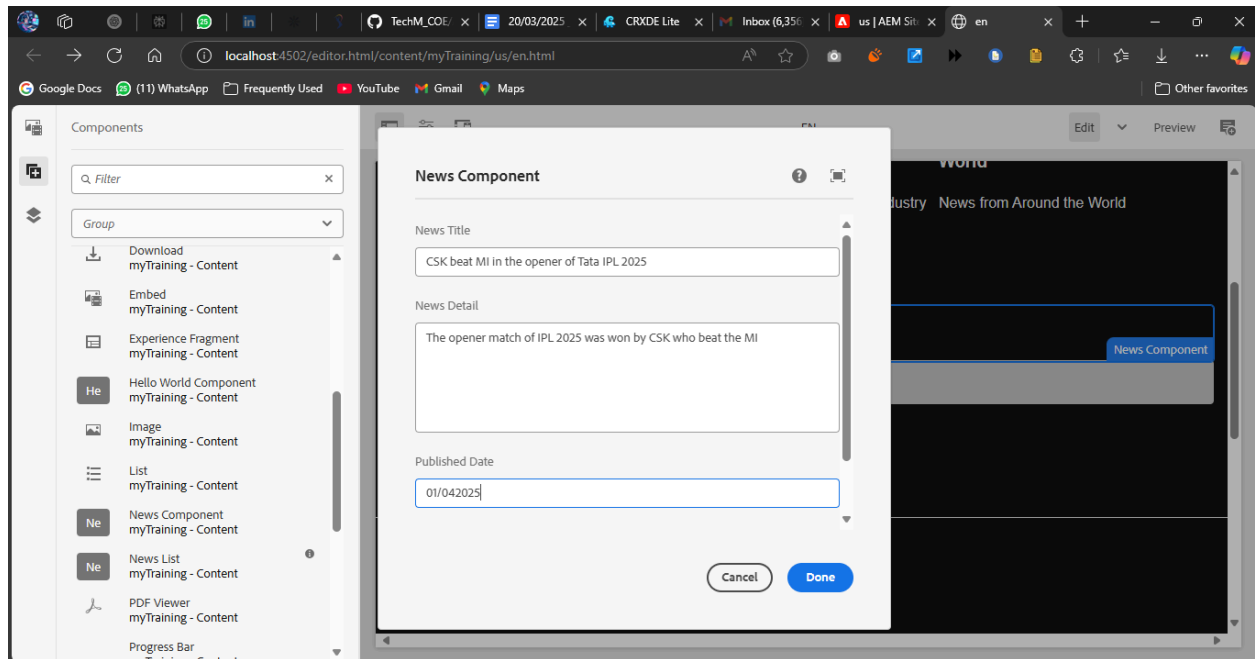 TechM_COE/
20/03/2025
CRXDE Lite
Inbox (6,356
us | AEM Site
en
localhost:4502/editor.html/content/myTraining/us/en.html
Google Docs
(11) WhatsApp
Frequently Used
YouTube
Gmail
Maps
Other favorites
Components
Filter
Group
Download
myTraining - Content
Embed
myTraining - Content
Experience Fragment
myTraining - Content
He
Hello World Component
myTraining - Content
Image
myTraining - Content
List
myTraining - Content
Ne
News Component
myTraining - Content
Ne
News List
myTraining - Content
PDF Viewer
myTraining - Content
Progress Bar
EN
Edit
Preview
News Component
News Title
CSK beat MI in the opener of Tata IPL 2025
News Detail
The opener match of IPL 2025 was won by CSK who beat the MI
Published Date
01/042025
Cancel
Done
World
News from Around the World
News Component